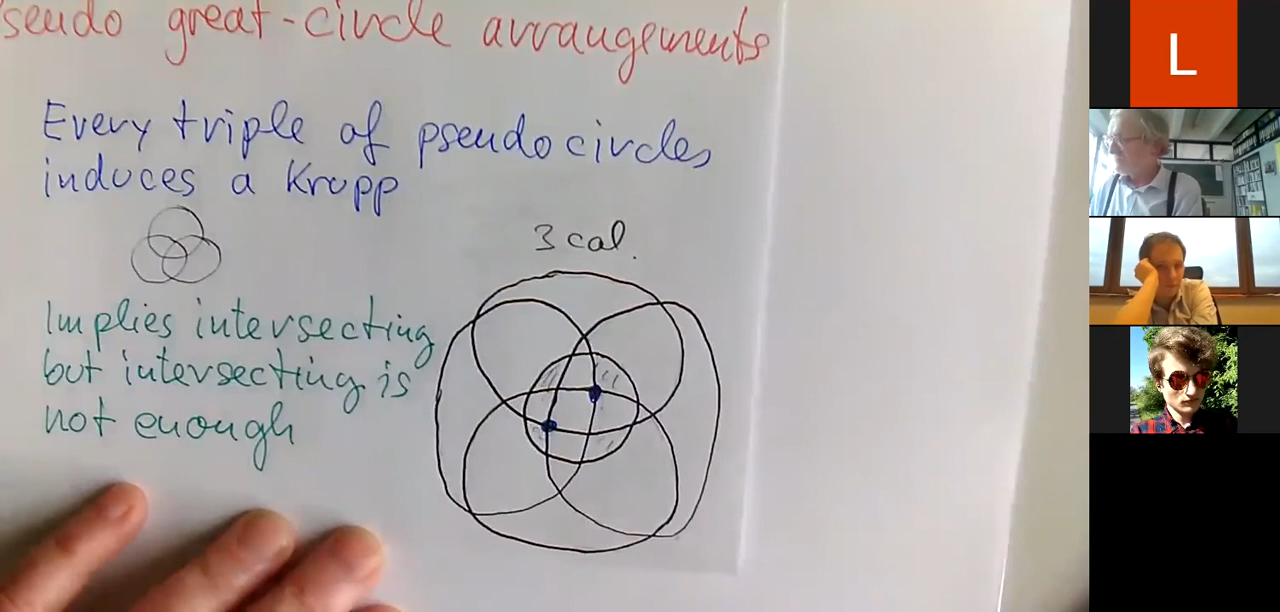 seudo great-circle arrangements
Every triple of pseudocircles
induces a Krupp
3 col.
Implies intersecting
but intersecting is
not enough
L